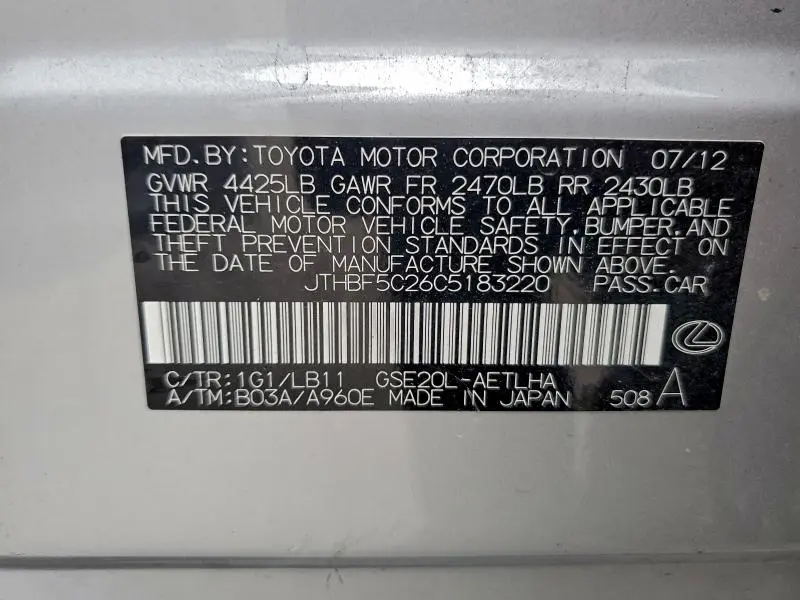 MFD.BY:TOYOTA MOTOR CORPORATION 07/12
GVWR 4425LB GAWR FR 2470LB RR 2430LB
THIS VEHICLE CONFORMS TO ALL APPLICABLE
FEDERAL MOTOR VEHICLE SAFETY,BUMPER,AND
THEFT PREVENTION STANDARDS IN EFFECT ON
THE DATE OF MANUFACTURE SHOWN ABOVE.
JTHBF5C26C5183220 PASS.CAR
C/TR:1G1/LB11 GSE20L-AETLHA
A/TM:B03A/A960E MADE IN JAPAN 508 A